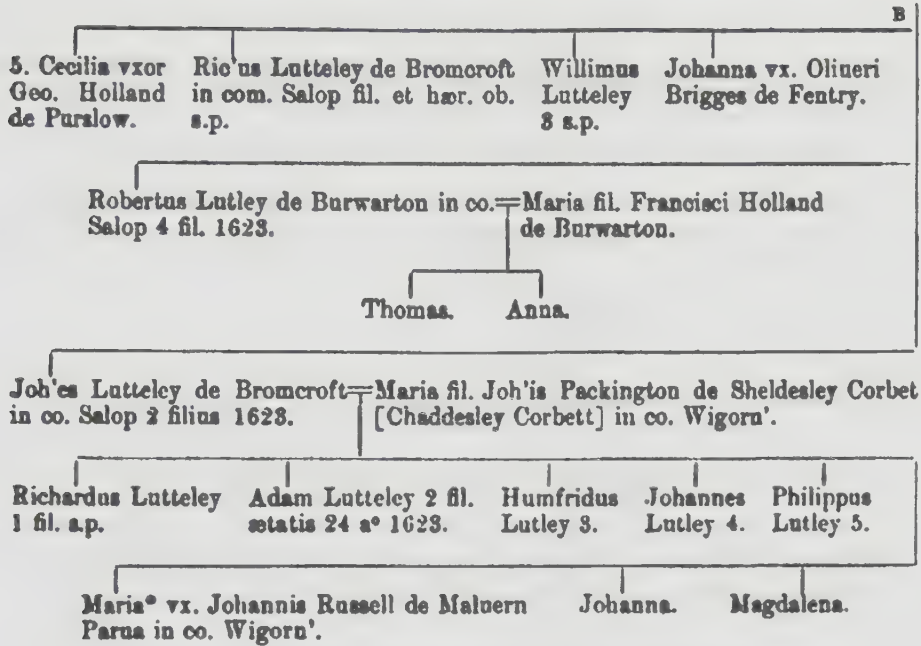 B
5. Cecilia vxor Geo. Holland de Purslow.
Ric'us Lutteley de Bromcroft in com. Salop fil. et hær. ob. s.p.
Willimus Lutteley 3 s.p.
Johanna vx. Oliueri Brigges de Fentry.
Robertus Lutley de Burwarton in co. Salop 4 fil. 1623.
Maria fil. Francisci Holland de Burwarton.
Thomas.
Anna.
Joh'es Lutteley de Bromcroft in co. Salop 2 filius 1623.
Maria fil. Joh'is Packington de Sheldesley Corbet [Chaddesley Corbett] in co. Wigorn'.
Richardus Lutteley 1 fil. s.p.
Adam Lutteley 2 fil. ætatis 24 aº 1623.
Humfridus Lutley 3.
Johannes Lutley 4.
Philippus Lutley 5.
Maria* vx. Johannis Russell de Maluern Parua in co. Wigorn'.
Johanna.
Magdalena.